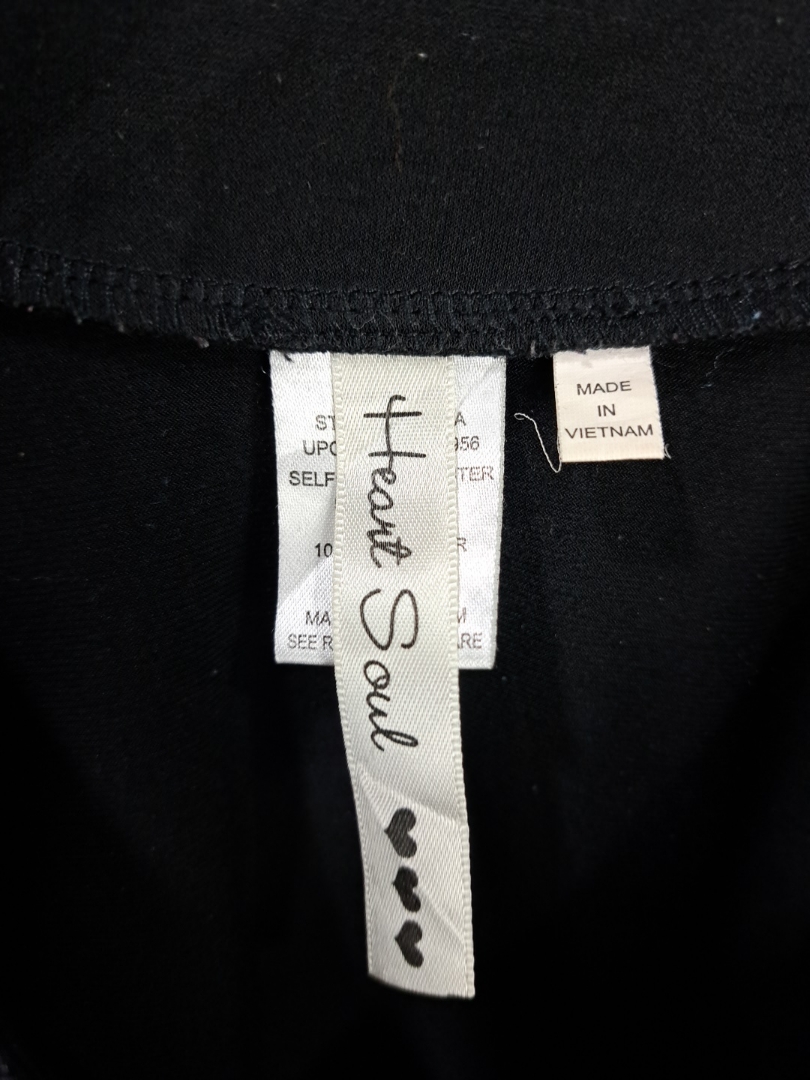 Heart Soul
MADE
IN
VIETNAM
ST A
UPC 956
SELF TER
10 R
MA M
SEE R ARE